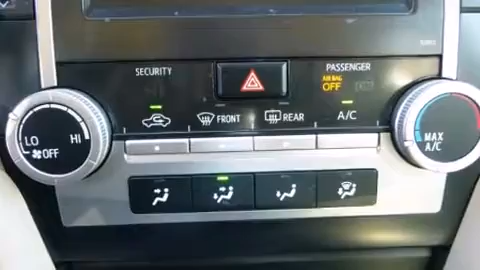 SECURITY
PASSENGER
AIR BAG
OFF
FRONT
REAR
A/C
LO
HI
OFF
MAX
A/C